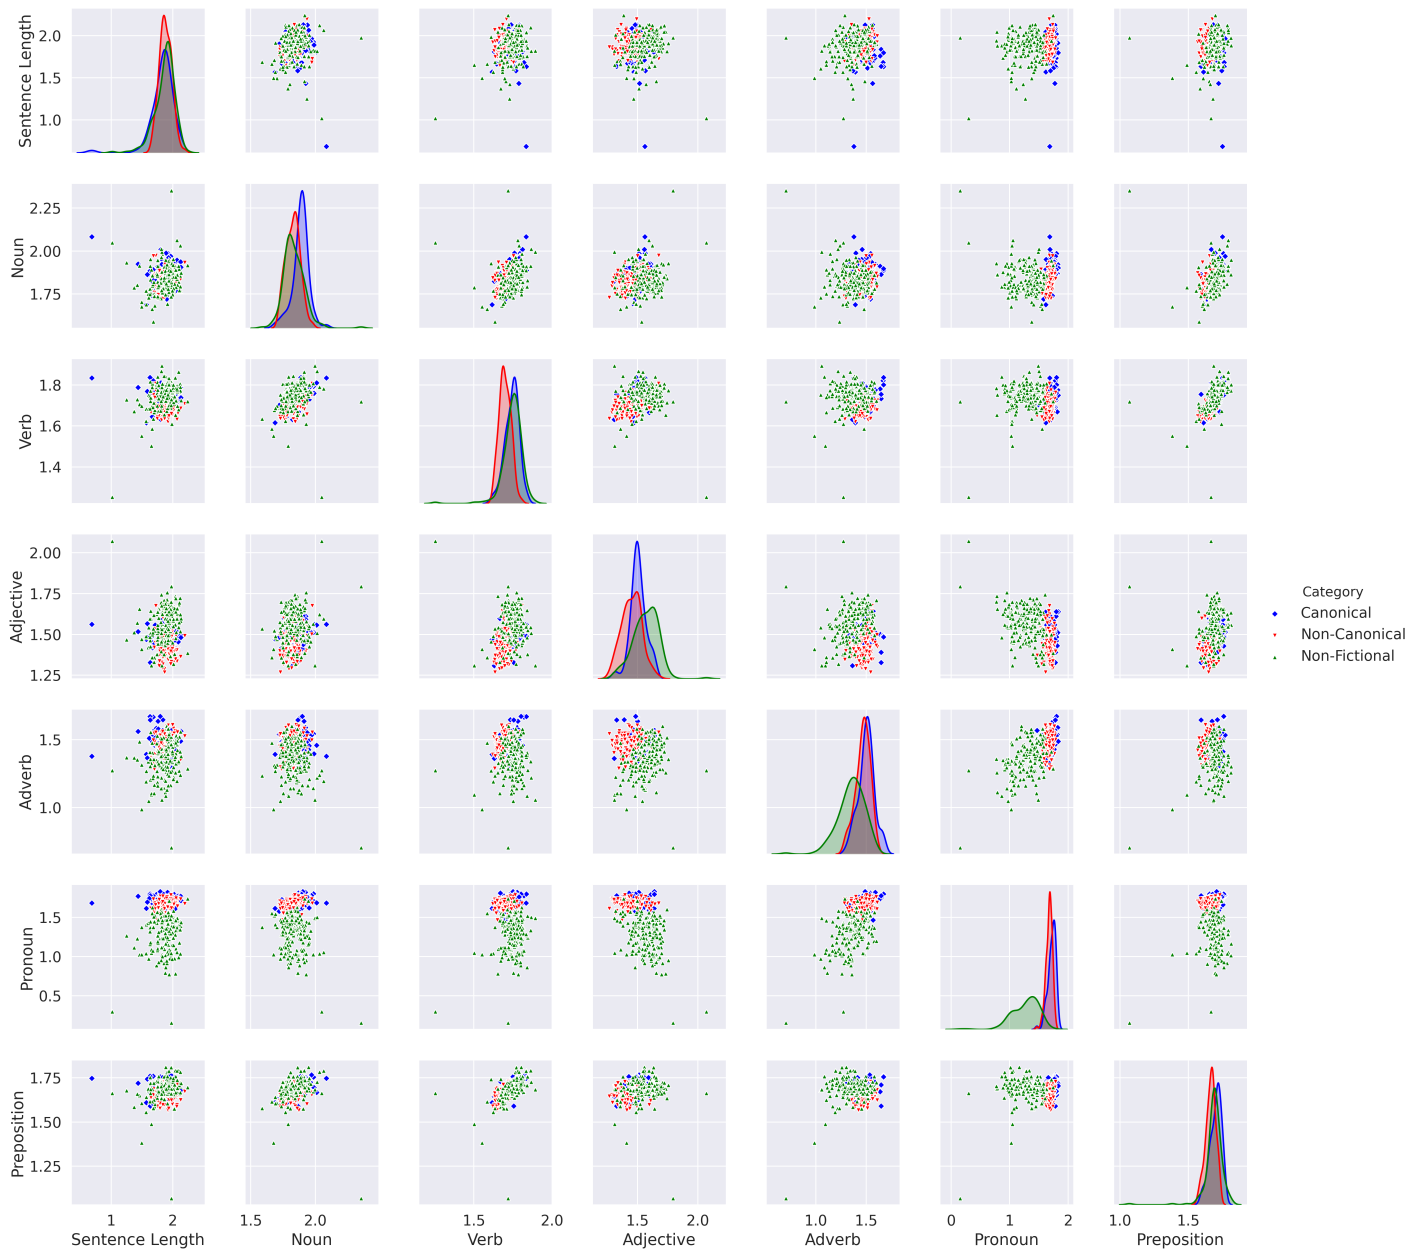 Sentence Length
2.0
1.5
1.0
Noun
2.25
2.00
1.75
Verb
1.8
1.6
1.4
Adjective
2.00
1.75
1.50
1.25
Category
Canonical
Non-Canonical
Non-Fictional
Adverb
1.5
1.0
Pronoun
1.5
1.0
0.5
Preposition
1.75
1.50
1.25
1 2 1.5 2.0 1.5 2.0 1.5 2.0 1.0 1.5 0 1 2 1.0 1.5
Sentence Length Noun Verb Adjective Adverb Pronoun Preposition